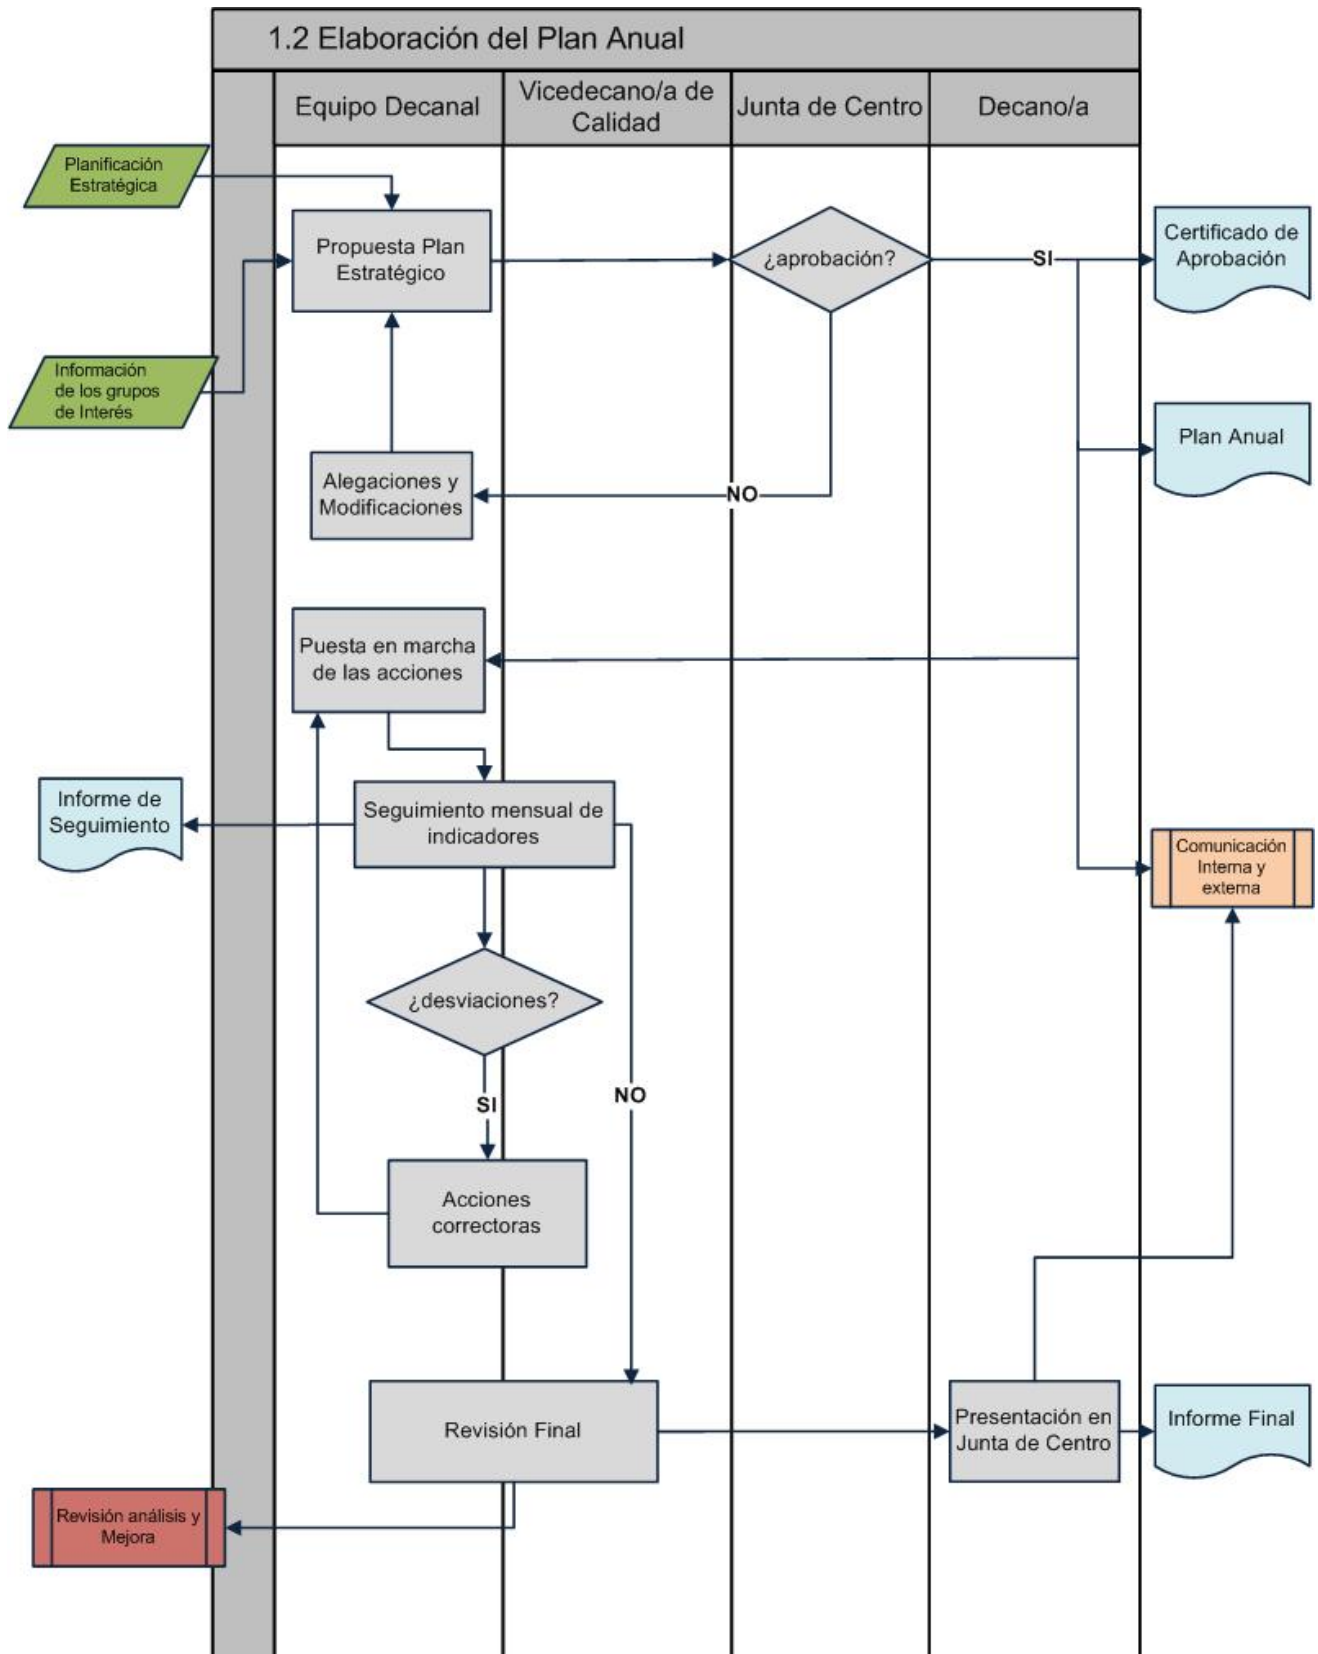 1.2 Elaboración del Plan Anual
Equipo Decanal
Vicedecano/a de
Calidad
Junta de Centro
Decano/a
Planificación
Estratégica
Propuesta Plan
Estratégico
¿aprobación?
SI
Certificado de
Aprobación
Información
de los grupos
de Interés
Plan Anual
Alegaciones y
Modificaciones
NO
Puesta en marcha
de las acciones
Informe de
Seguimiento
Seguimiento mensual de
indicadores
Comunicación
Interna y
externa
¿desviaciones?
SI
NO
Acciones
correctoras
Revisión Final
Presentación en
Junta de Centro
Informe Final
Revisión análisis y
Mejora